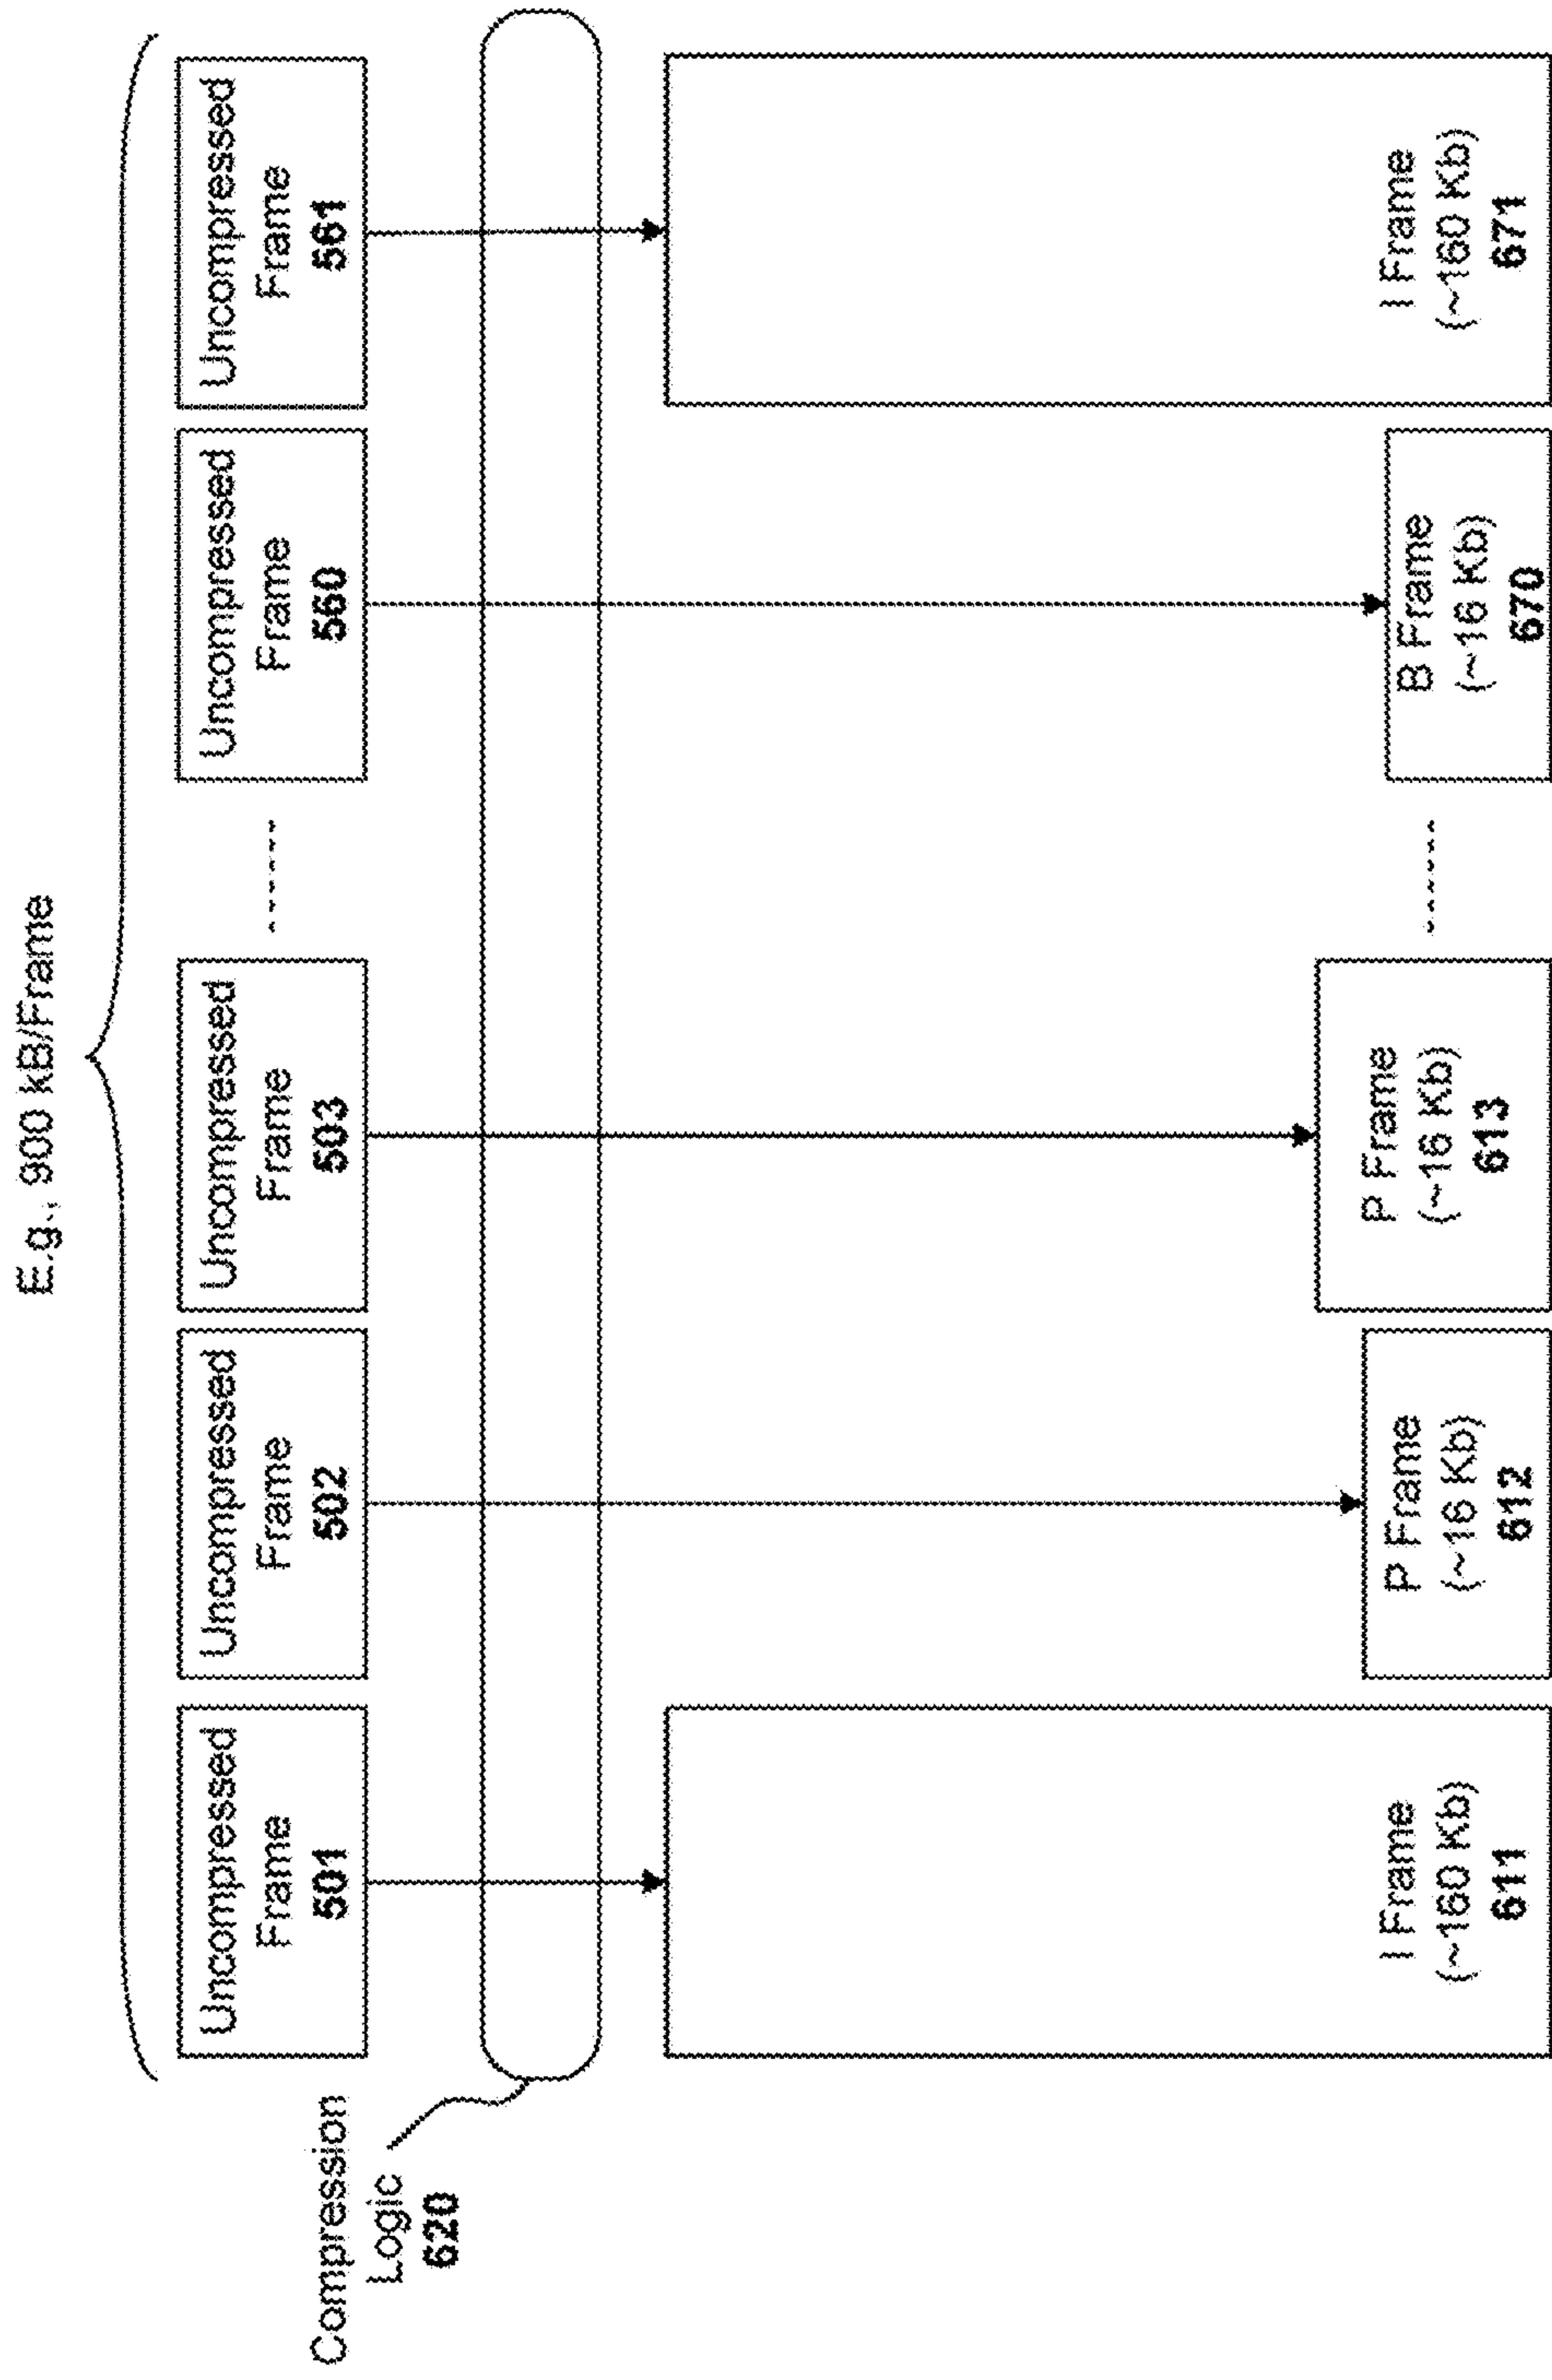 E.g., 900 kB/Frame
Uncompressed
Frame
501
Uncompressed
Frame
502
Uncompressed
Frame
503
Uncompressed
Frame
560
Uncompressed
Frame
561
Compression
Logic
620
I Frame
(~160 Kb)
611
P Frame
(~16 Kb)
612
P Frame
(~16 Kb)
613
B Frame
(~16 Kb)
670
I Frame
(~160 Kb)
671